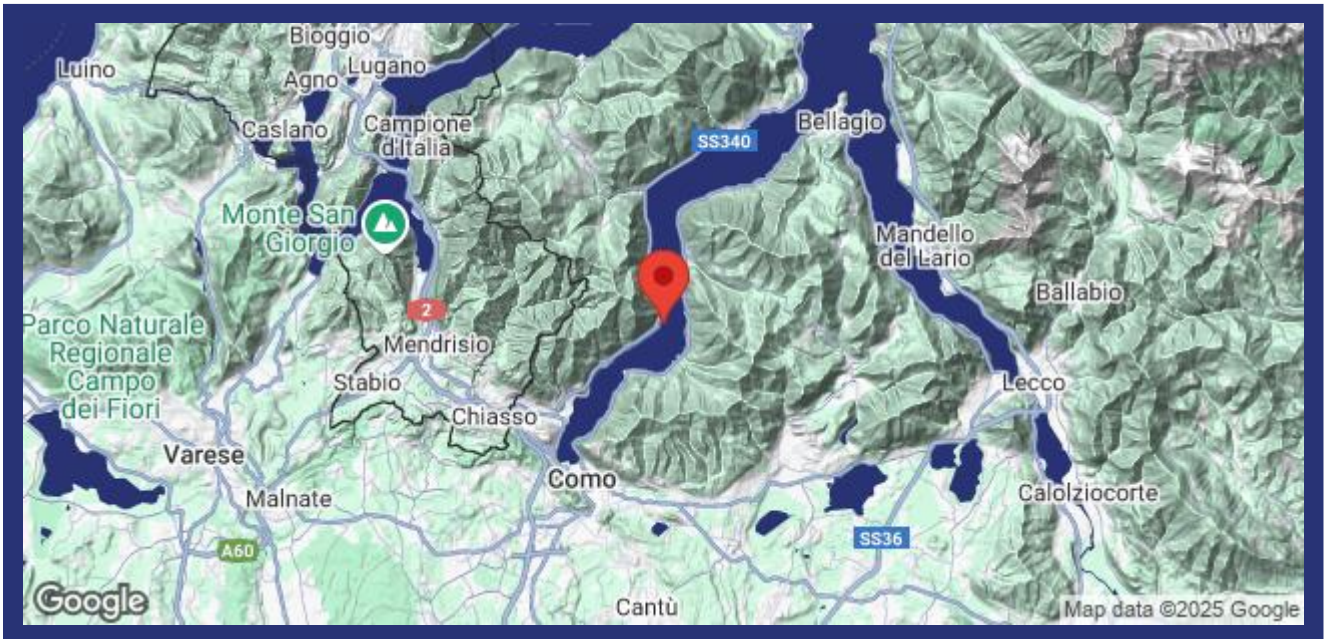 Bioggio
Luino
Agno
Lugano
Caslano
Campione
d'Italia
SS340
Bellagio
Monte San
Giorgio
Mandello
del Lario
Ballabio
2
Parco Naturale
Regionale
Campo
dei Fiori
Mendrisio
Stabio
Lecco
Chiasso
Varese
Como
Malnate
Calolziocorte
SS36
A60
Google
Cantù
Map data ©2025 Google